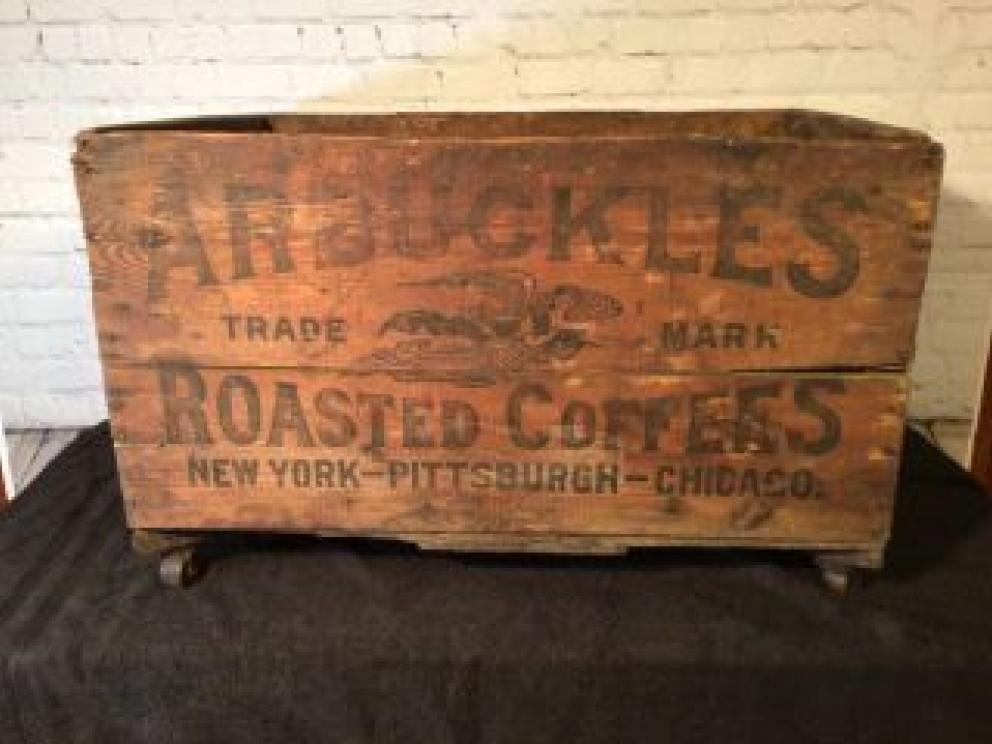 ARBUCKLES
TRADE MARK
ROASTED COFFEES
NEW YORK-PITTSBURGH-CHICAGO.